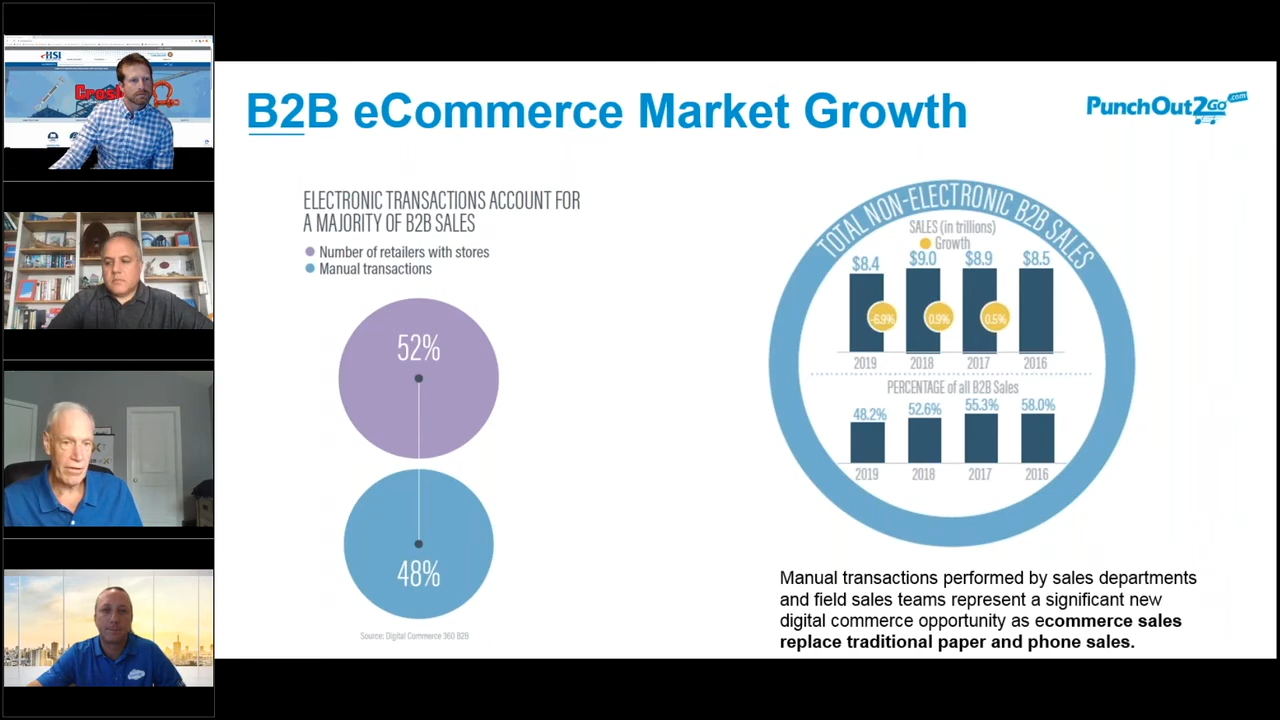 HSI
Crosby
B2B eCommerce Market Growth
PunchOut2Go.com
ELECTRONIC TRANSACTIONS ACCOUNT FOR
A MAJORITY OF B2B SALES
Number of retailers with stores
Manual transactions
52%
48%
Source: Digital Commerce 360 B2B
TOTAL NON-ELECTRONIC B2B SALES
SALES (in trillions)
Growth
$8.4 $9.0 $8.9 $8.5
-6.9% 0.9% 0.5%
2019 2018 2017 2016
PERCENTAGE of all B2B Sales
48.2% 52.6% 55.3% 58.0%
2019 2018 2017 2016
Manual transactions performed by sales departments
and field sales teams represent a significant new
digital commerce opportunity as ecommerce sales
replace traditional paper and phone sales.